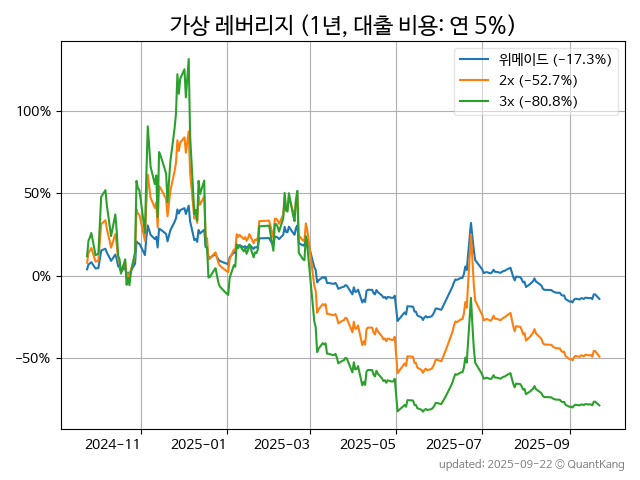 가상 레버리지 (1년, 대출 비용: 연 5%)
위메이드 (−17.3%)
2x (−52.7%)
3x (−80.8%)
100%
50%
0%
−50%
2024-11 2025-01 2025-03 2025-05 2025-07 2025-09
updated: 2025-09-22 © QuantKang